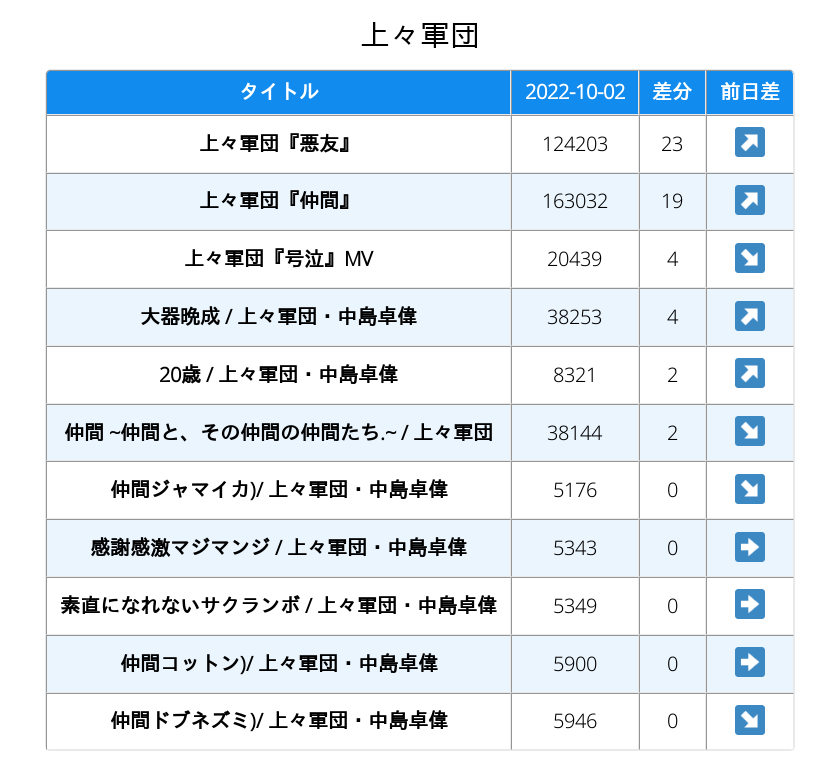 上々軍団
タイトル 2022-10-02 差分 前日差
上々軍団『悪友』 124203 23 ↗
上々軍団『仲間』 163032 19 ↗
上々軍団『号泣』MV 20439 4 ↘
大器晩成 / 上々軍団・中島卓偉 38253 4 ↗
20歳 / 上々軍団・中島卓偉 8321 2 ↗
仲間 ~仲間と、その仲間の仲間たち.~ / 上々軍団 38144 2 ↘
仲間ジャマイカ)/ 上々軍団・中島卓偉 5176 0 ↘
感謝感激マジマンジ / 上々軍団・中島卓偉 5343 0 ➡
素直になれないサクランボ / 上々軍団・中島卓偉 5349 0 ➡
仲間コットン)/ 上々軍団・中島卓偉 5900 0 ➡
仲間ドブネズミ)/ 上々軍団・中島卓偉 5946 0 ↘